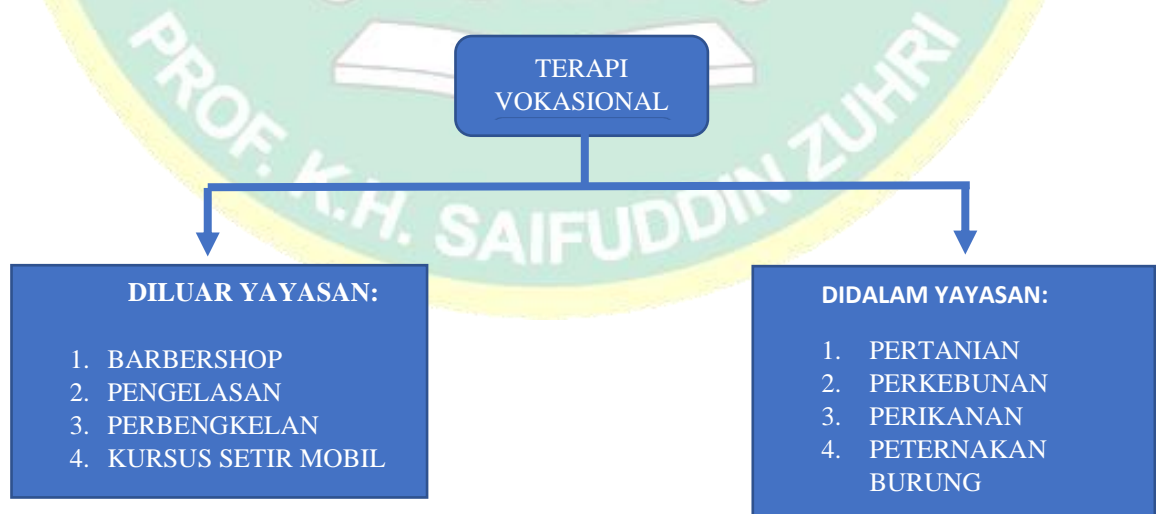 TERAPI
VOKASIONAL
PROF. K.H. SAIFUDDIN ZUHRI
DILUAR YAYASAN:
1. BARBERSHOP
2. PENGELASAN
3. PERBENGKELAN
4. KURSUS SETIR MOBIL
DIDALAM YAYASAN:
1. PERTANIAN
2. PERKEBUNAN
3. PERIKANAN
4. PETERNAKAN
BURUNG